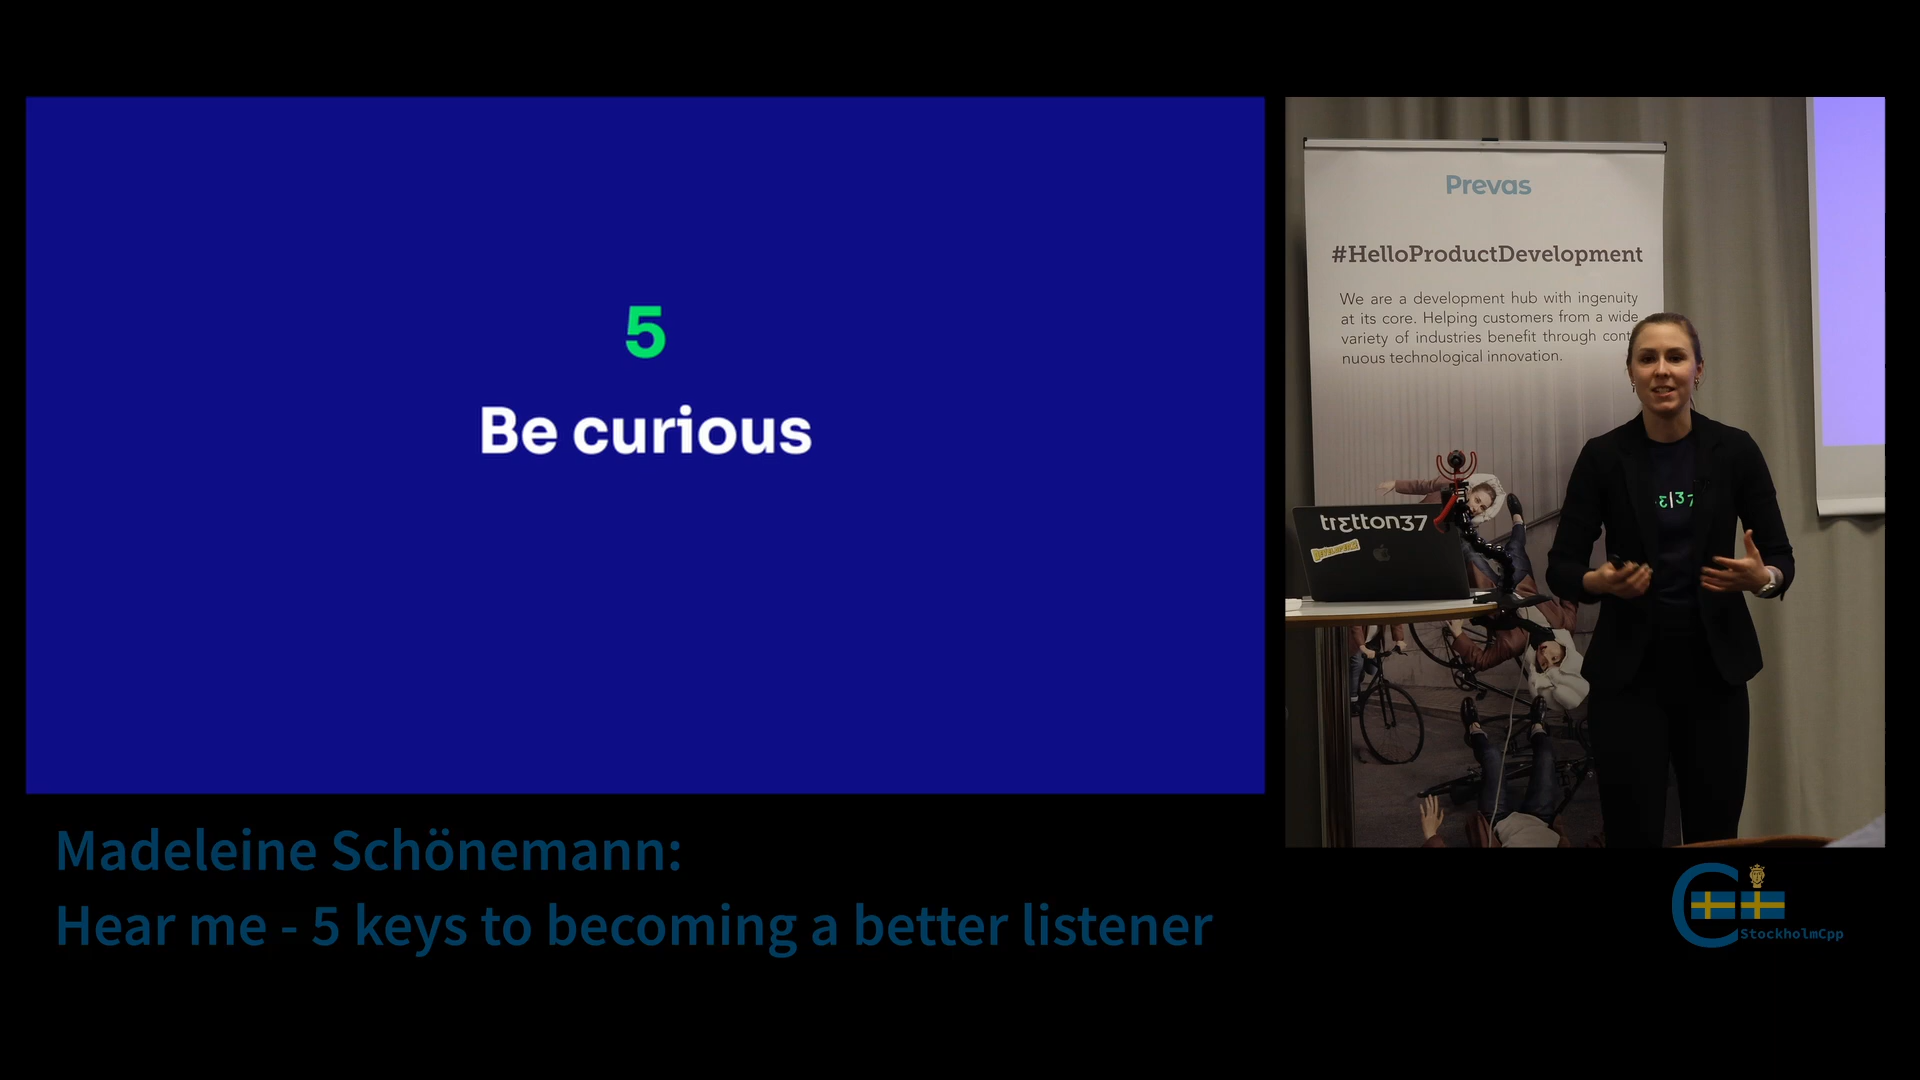 5
Be curious
Prevas
#HelloProductDevelopment
We are a development hub with ingenuity
at its core. Helping customers from a wide
variety of industries benefit through cont
nuous technological innovation.
trɛtton37
Madeleine Schönemann:
Hear me - 5 keys to becoming a better listener
StockholmCpp